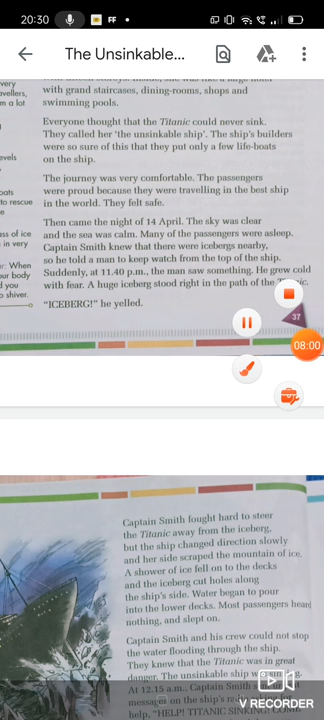 20:30
The Unsinkable...
with grand staircases, dining-rooms, shops and
swimming pools.
Everyone thought that the Titanic could never sink.
They called her 'the unsinkable ship'. The ship's builders
were so sure of this that they put only a few life-boats
on the ship.
The journey was very comfortable. The passengers
were proud because they were travelling in the best ship
in the world. They felt safe.
Then came the night of 14 April. The sky was clear
and the sea was calm. Many of the passengers were asleep.
Captain Smith knew that there were icebergs nearby,
so he told a man to keep watch from the top of the ship.
Suddenly, at 11.40 p.m., the man saw something. He grew cold
with fear. A huge iceberg stood right in the path of the
"ICEBERG!" he yelled.
very
avellers,
m a lot
evels
oats
to rescue
e
ass of ice
in very
r: When
our body
d you
o shiver.
37
08:00
Captain Smith fought hard to steer
the Titanic away from the iceberg,
but the ship changed direction slowly
and her side scraped the mountain of ice.
A shower of ice fell on to the decks
and the iceberg cut holes along
the ship's side. Water began to pour
into the lower decks. Most passengers heard
nothing, and slept on.
Captain Smith and his crew could not stop
the water flooding through the ship.
They knew that the Titanic was in great
danger. The unsinkable ship was
At 12.15 a.m., Captain Smith
messages on the ship's
help, "HELP! TITANIC SINKING! COME
V RECORDER